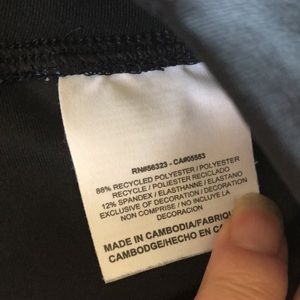 RN#56323 - CA#05553
88% RECYCLED POLYESTER / POLYESTER
RECYCLE / POLIESTER RECICLADO
12% SPANDEX / ELASTHANNE / ELASTANO
EXCLUSIVE OF DECORATION / DECORATION
NON COMPRISE / NO INCLUYE LA
DECORACION
MADE IN CAMBODIA/FABRIQU
CAMBODGE/HECHO EN CA